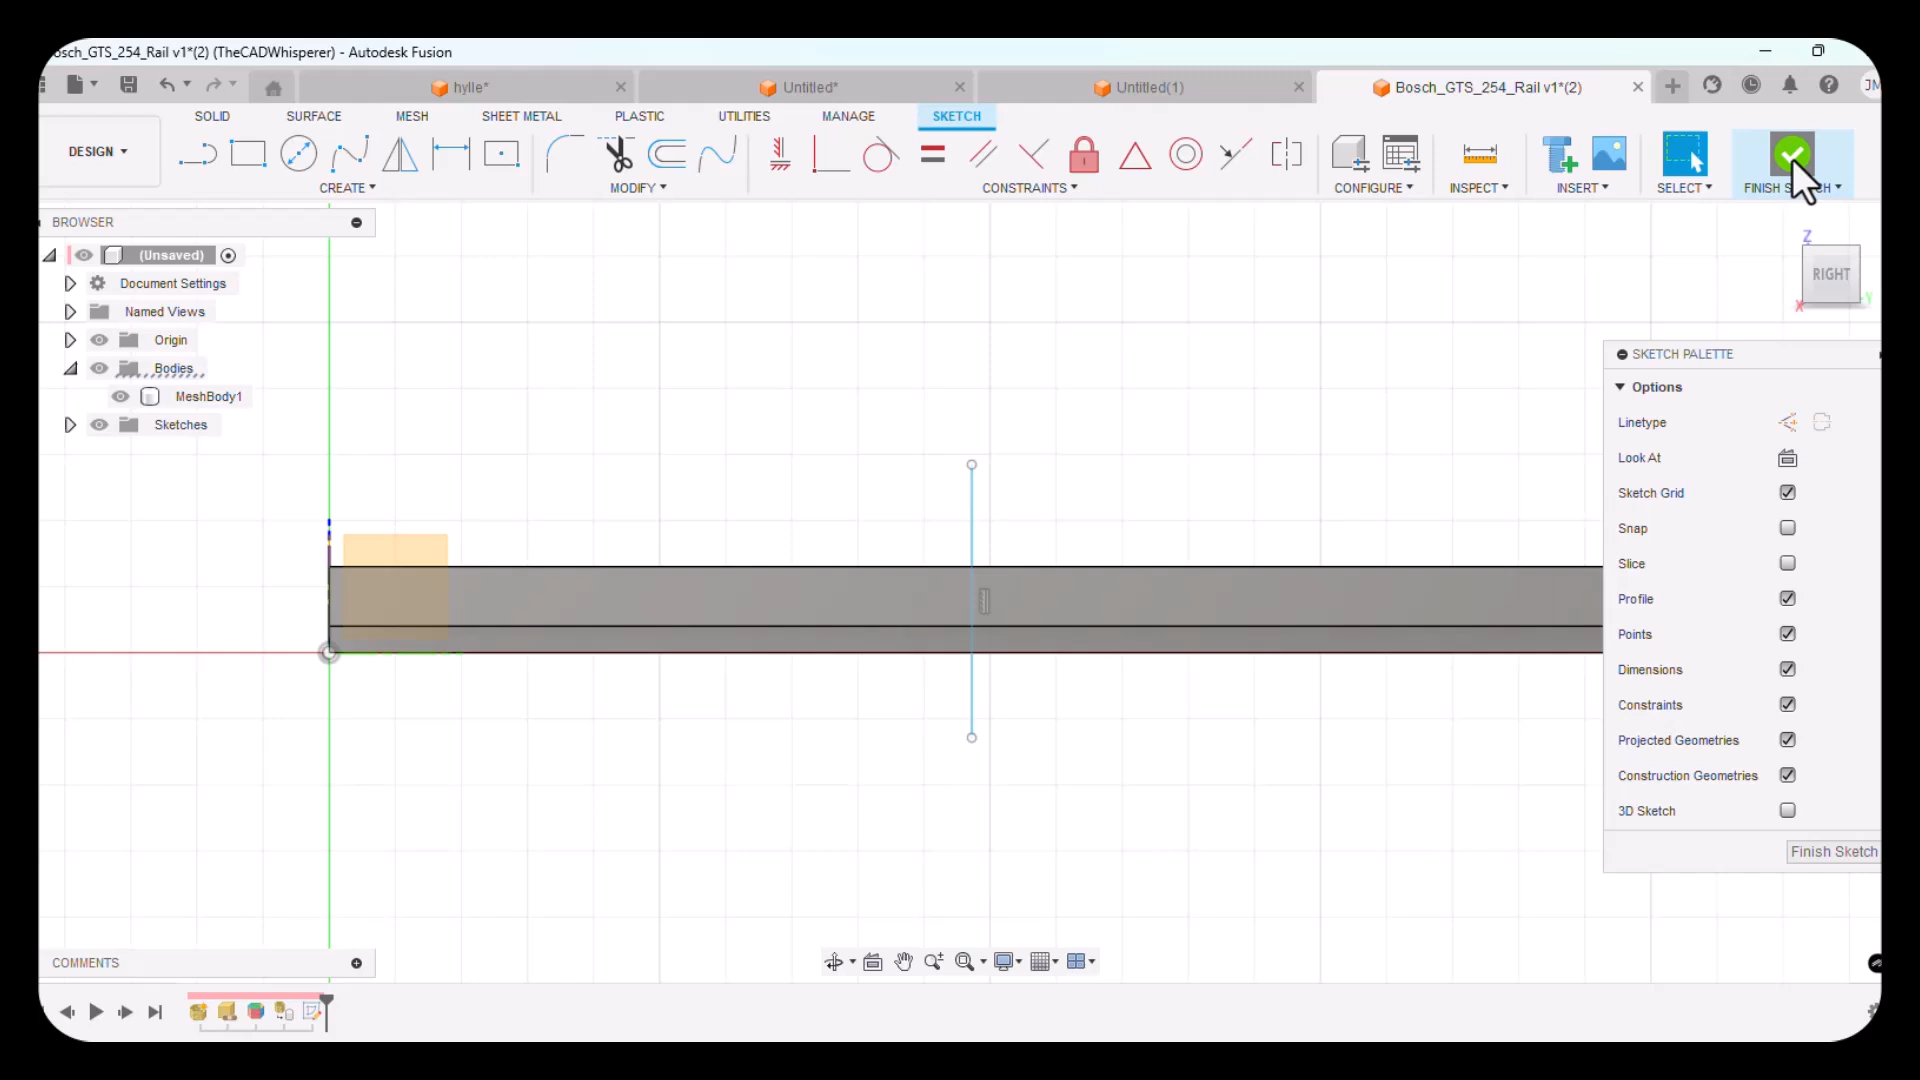 osch_GTS_254_Rail v1*(2) (TheCADWhisperer) - Autodesk Fusion
hylle*
Untitled*
Untitled(1)
Bosch_GTS_254_Rail v1*(2)
JM
SOLID
SURFACE
MESH
SHEET METAL
PLASTIC
UTILITIES
MANAGE
SKETCH
DESIGN
CREATE
MODIFY
CONSTRAINTS
CONFIGURE
INSPECT
INSERT
SELECT
FINISH S CH
BROWSER
(Unsaved)
Document Settings
Named Views
Origin
Bodies
MeshBody1
Sketches
Z
RIGHT
X
Y
SKETCH PALETTE
Options
Linetype
Look At
Sketch Grid
Snap
Slice
Profile
Points
Dimensions
Constraints
Projected Geometries
Construction Geometries
3D Sketch
Finish Sketch
COMMENTS